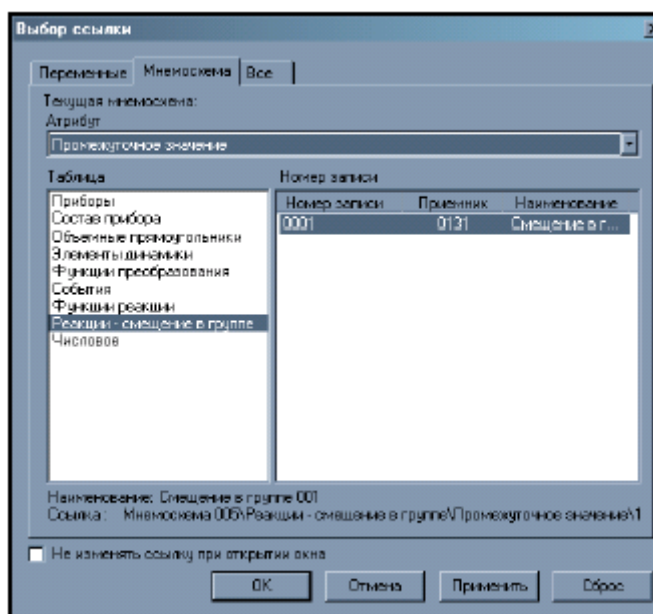 Выбор ссылки
Переменные Мнемосхема Все
Текущая мнемосхема:
Атрибут
Промежуточное значение
Таблица Номер записи
Приборы
Состав прибора
Объемные прямоугольники
Элементы динамики
Функции преобразования
События
Функции реакции
Реакции - смещение в группе
Числовое
Номер записи Приемник Наименование
0001 0131 Смещение в г...
Наименование: Смещение в группе 001
Ссылка: Мнемосхема 005\Реакции - смещение в группе\Промежуточное значение\1
Не изменять ссылку при открытии окна
OK Отмена Применить Сброс